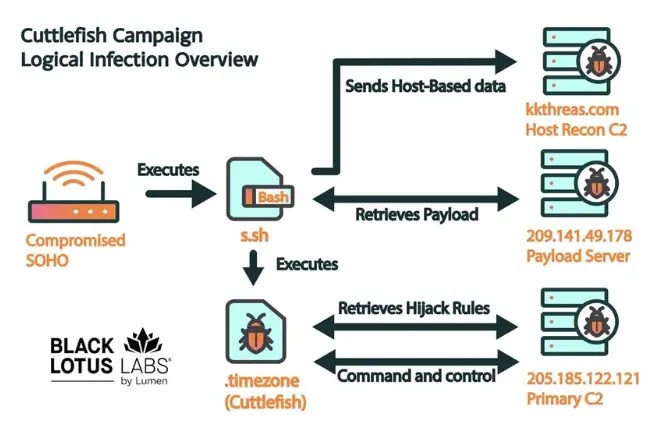 Cuttlefish Campaign
Logical Infection Overview
Sends Host-Based data
kkthreas.com
Host Recon C2
Executes
Bash
s.sh
Compromised
SOHO
Retrieves Payload
209.141.49.178
Payload Server
Executes
Retrieves Hijack Rules
Command and control
.timezone
(Cuttlefish)
205.185.122.121
Primary C2
BLACK
LOTUS LABS®
by Lumen